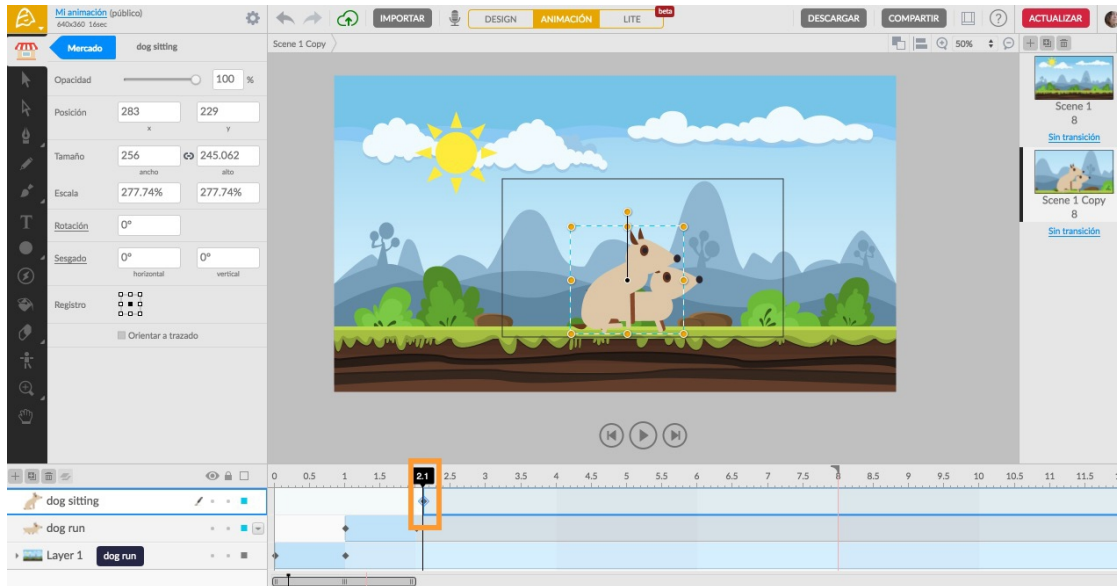 Mi animación (público)
640x360 16sec
IMPORTAR
DESIGN
ANIMACIÓN
LITE
beta
DESCARGAR
COMPARTIR
?
ACTUALIZAR
Mercado
dog sitting
Scene 1 Copy
50%
Opacidad
100 %
Posición
283
229
x
y
Tamaño
256
245.062
ancho
alto
Escala
277.74%
277.74%
Rotación
0°
Sesgado
0°
0°
horizontal
vertical
Registro
Orientar a trazado
T
Scene 1
8
Sin transición
Scene 1 Copy
8
Sin transición
0 0.5 1 1.5 2.1 2.5 3 3.5 4 4.5 5 5.5 6 6.5 7 7.5 8 8.5 9 9.5 10 10.5 11 11.5
dog sitting
dog run
Layer 1
dog run